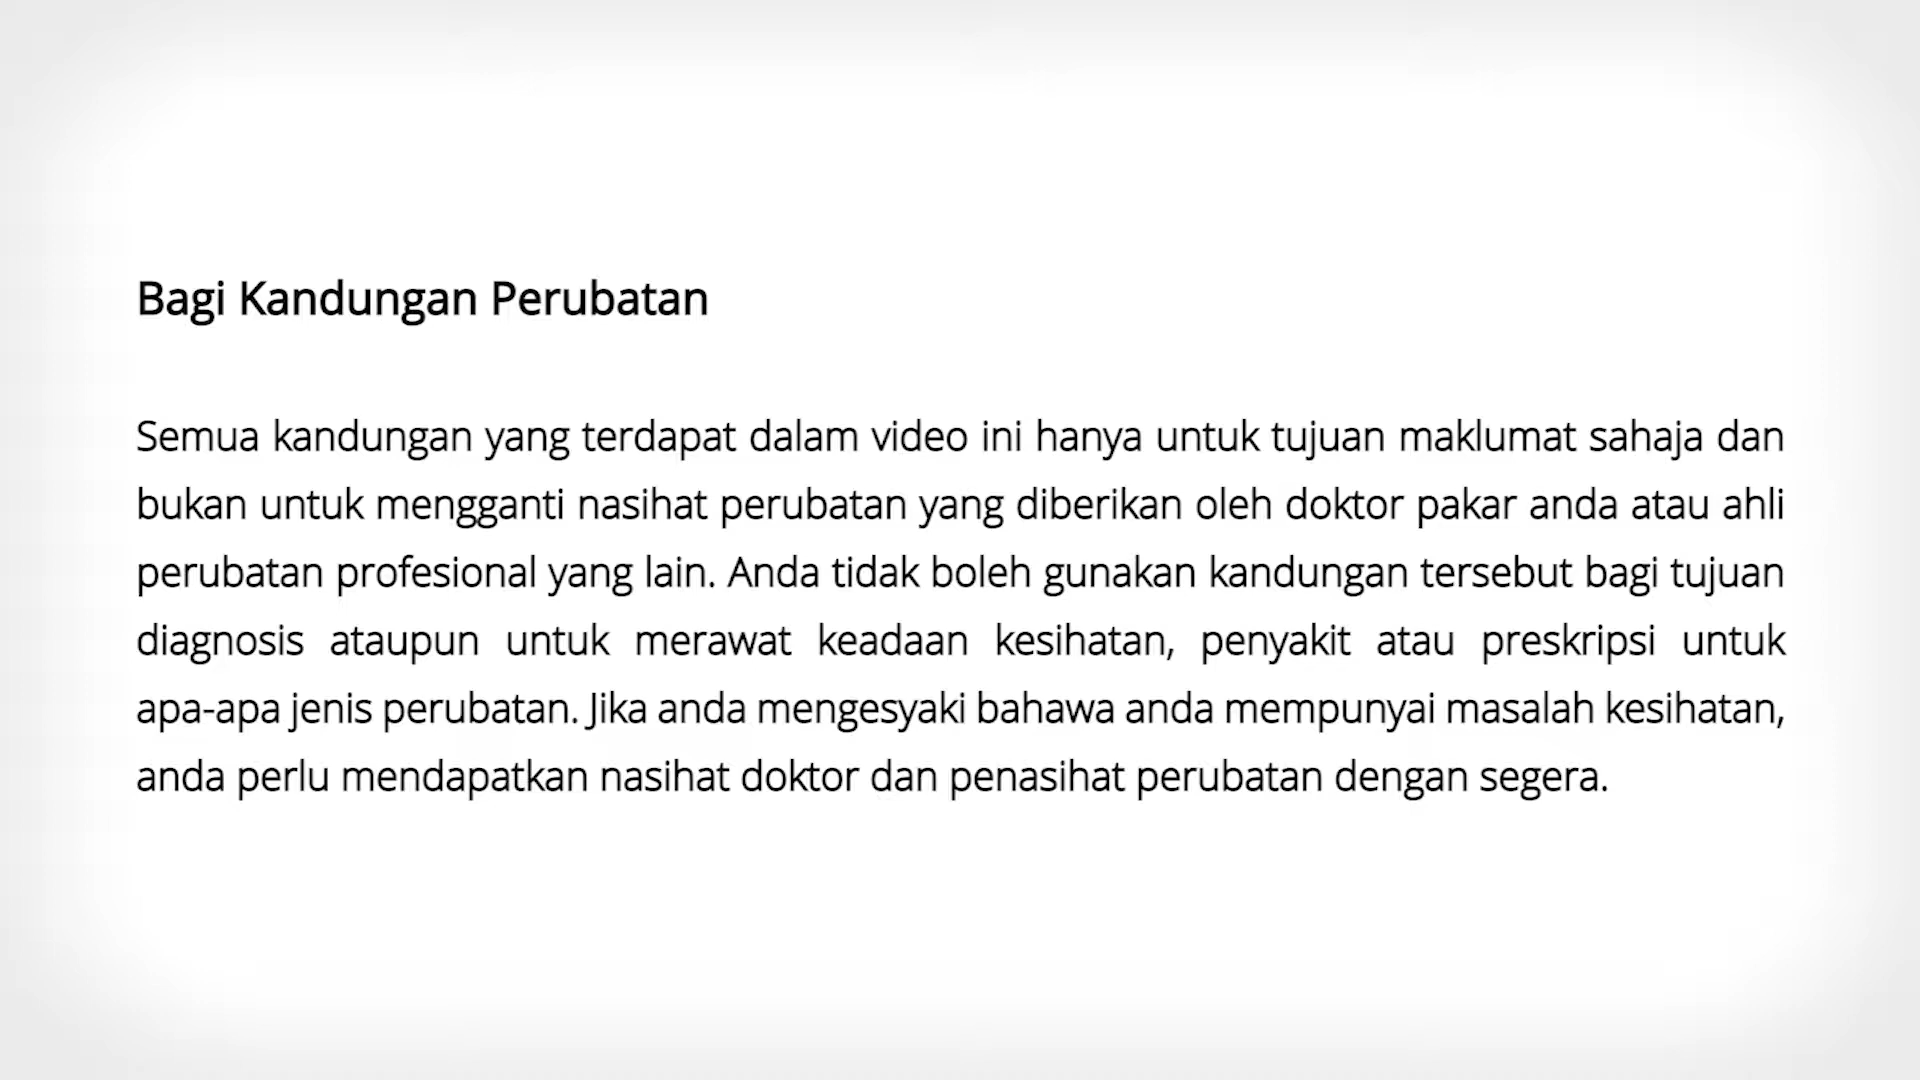 Bagi Kandungan Perubatan
Semua kandungan yang terdapat dalam video ini hanya untuk tujuan maklumat sahaja dan
bukan untuk mengganti nasihat perubatan yang diberikan oleh doktor pakar anda atau ahli
perubatan profesional yang lain. Anda tidak boleh gunakan kandungan tersebut bagi tujuan
diagnosis ataupun untuk merawat keadaan kesihatan, penyakit atau preskripsi untuk
apa-apa jenis perubatan. Jika anda mengesyaki bahawa anda mempunyai masalah kesihatan,
anda perlu mendapatkan nasihat doktor dan penasihat perubatan dengan segera.